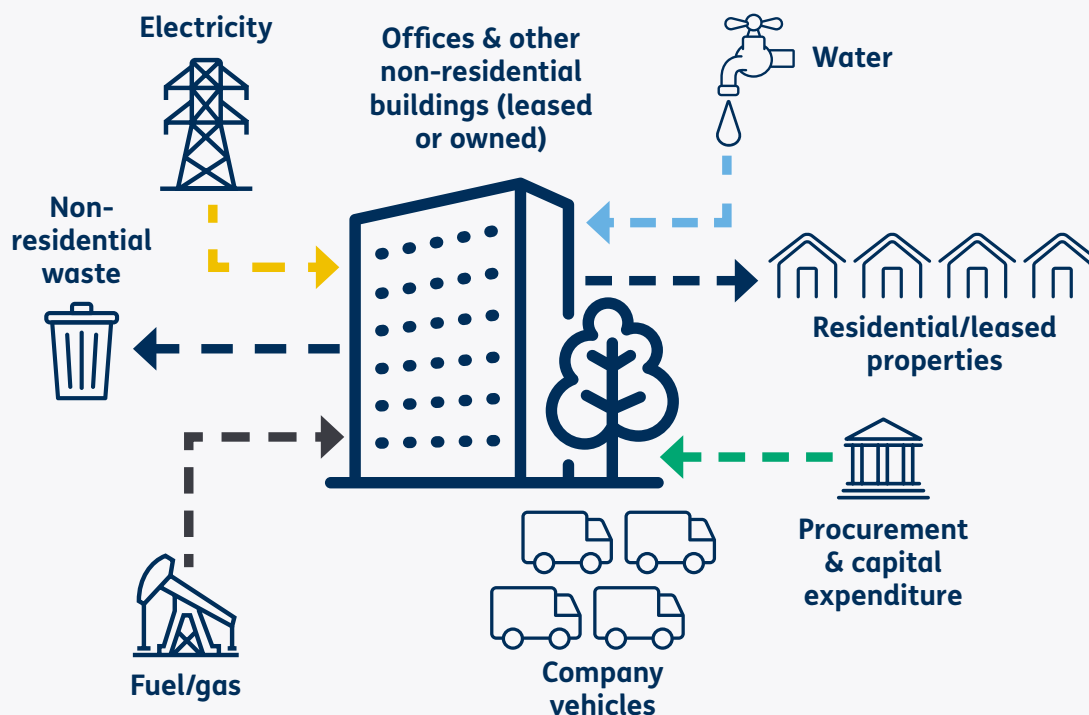 Electricity
Offices & other
non-residential
buildings (leased
or owned)
Water
Non-
residential
waste
Residential/leased
properties
Procurement
& capital
expenditure
Fuel/gas
Company
vehicles